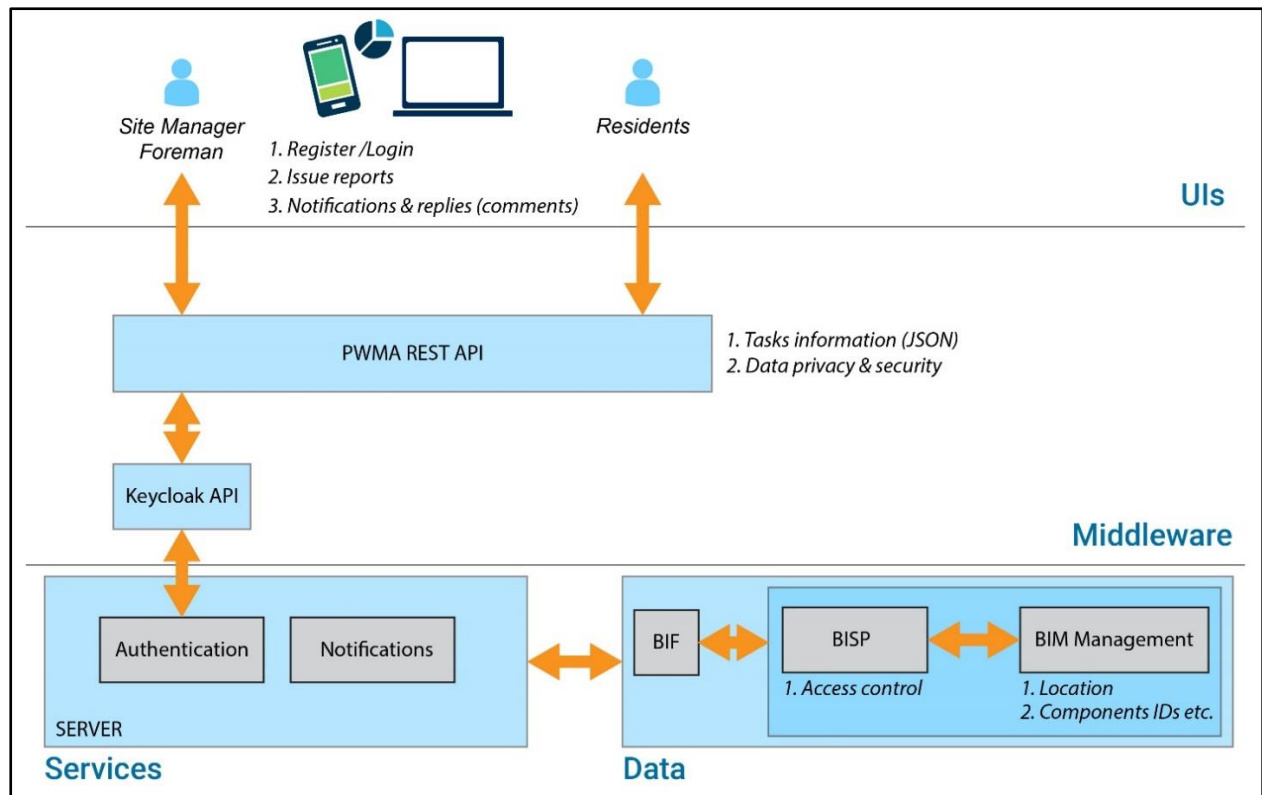 Site Manager
Foreman
Residents
1. Register /Login
2. Issue reports
3. Notifications & replies (comments)
UIs
PWMA REST API
1. Tasks information (JSON)
2. Data privacy & security
Keycloak API
Middleware
Authentication
Notifications
SERVER
Services
BIF
BISP
1. Access control
BIM Management
1. Location
2. Components IDs etc.
Data